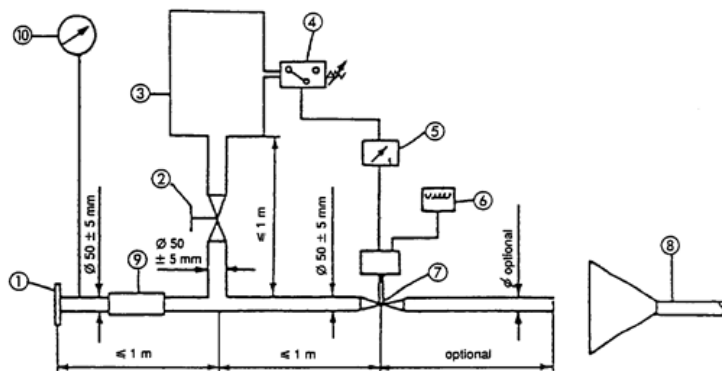 ⑩
④
③
⑤
②
≤ 1 m
⑥
Ø 50 ± 5 mm
Ø 50
± 5 mm
Ø 50 ± 5 mm
⑨
⑦
Ø optional
⑧
①
≤ 1 m
≤ 1 m
optional